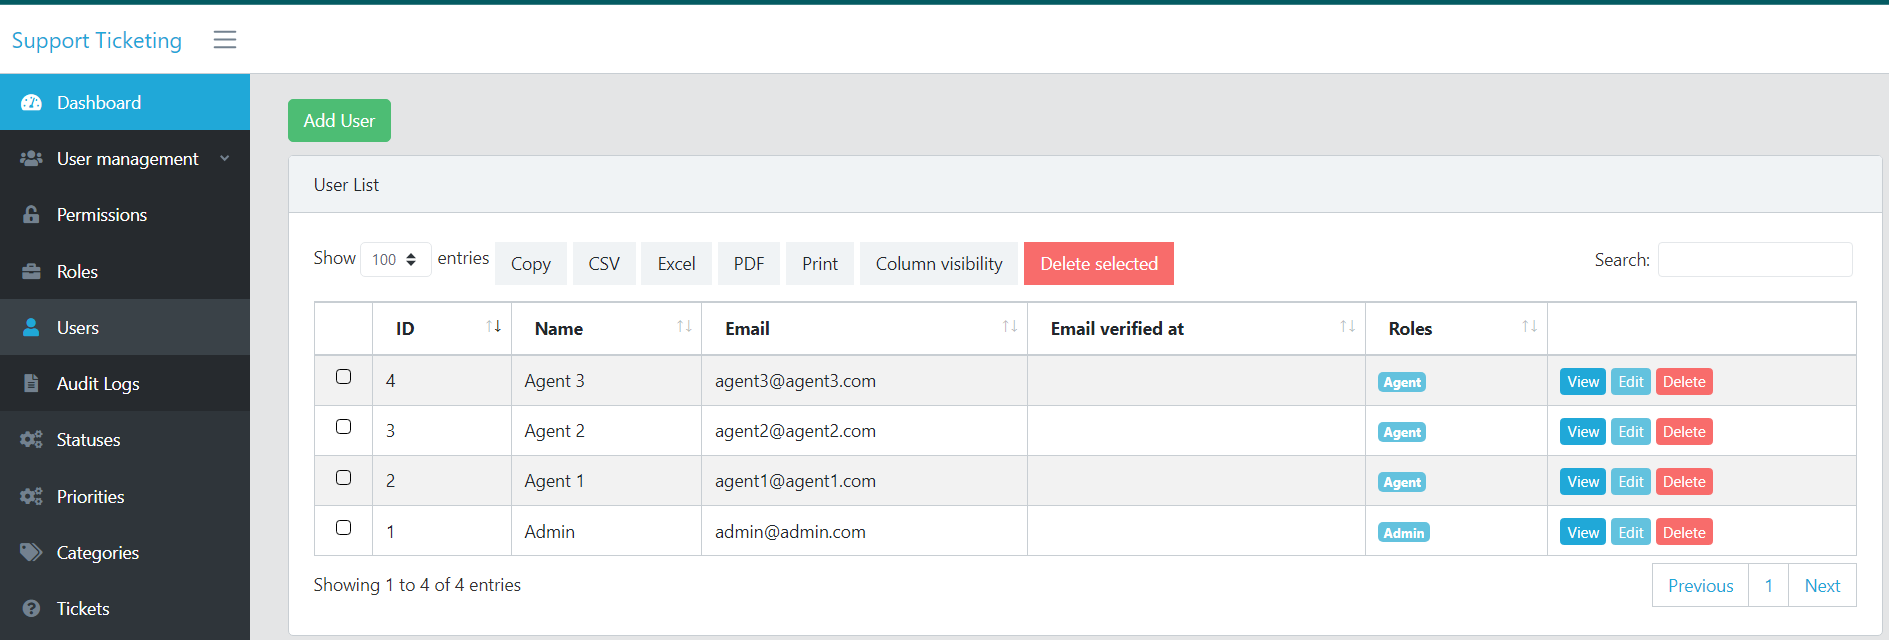 Support Ticketing
Dashboard
User management
Permissions
Roles
Users
Audit Logs
Statuses
Priorities
Categories
Tickets
Add User
User List
Show 100 entries Copy CSV Excel PDF Print Column visibility Delete selected Search:
ID Name Email Email verified at Roles
4 Agent 3 agent3@agent3.com Agent View Edit Delete
3 Agent 2 agent2@agent2.com Agent View Edit Delete
2 Agent 1 agent1@agent1.com Agent View Edit Delete
1 Admin admin@admin.com Admin View Edit Delete
Showing 1 to 4 of 4 entries
Previous 1 Next